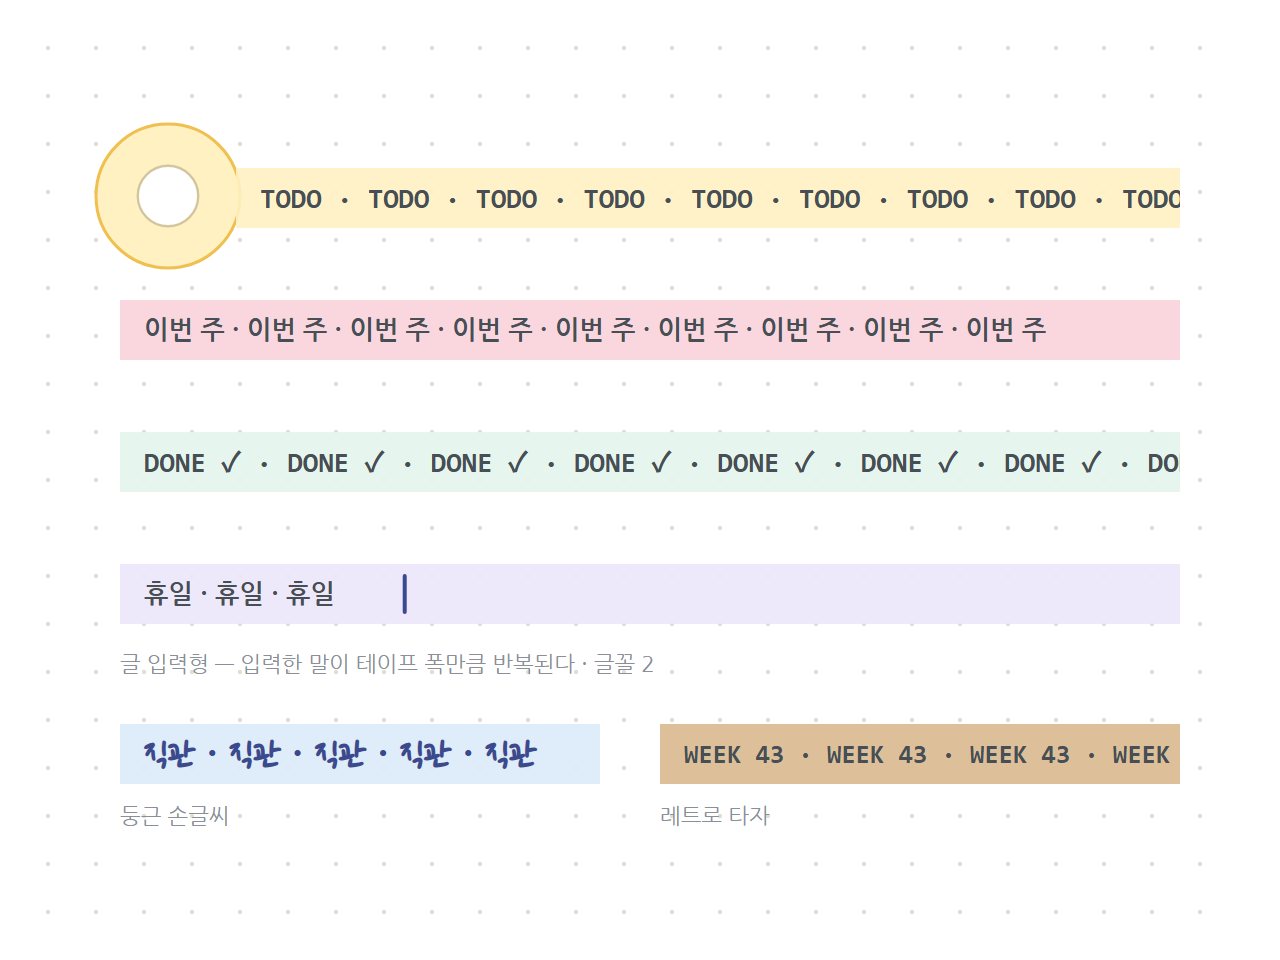 TODO · TODO · TODO · TODO · TODO · TODO · TODO · TODO · TODO
이번 주 · 이번 주 · 이번 주 · 이번 주 · 이번 주 · 이번 주 · 이번 주 · 이번 주 · 이번 주
DONE ✓ · DONE ✓ · DONE ✓ · DONE ✓ · DONE ✓ · DONE ✓ · DONE ✓ · DO
휴일 · 휴일 · 휴일
글 입력형 — 입력한 말이 테이프 폭만큼 반복된다 · 글꼴 2
직관 · 직관 · 직관 · 직관 · 직관
WEEK 43 · WEEK 43 · WEEK 43 · WEEK
둥근 손글씨
레트로 타자